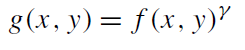 g(x, y) = f(x, y)^γ